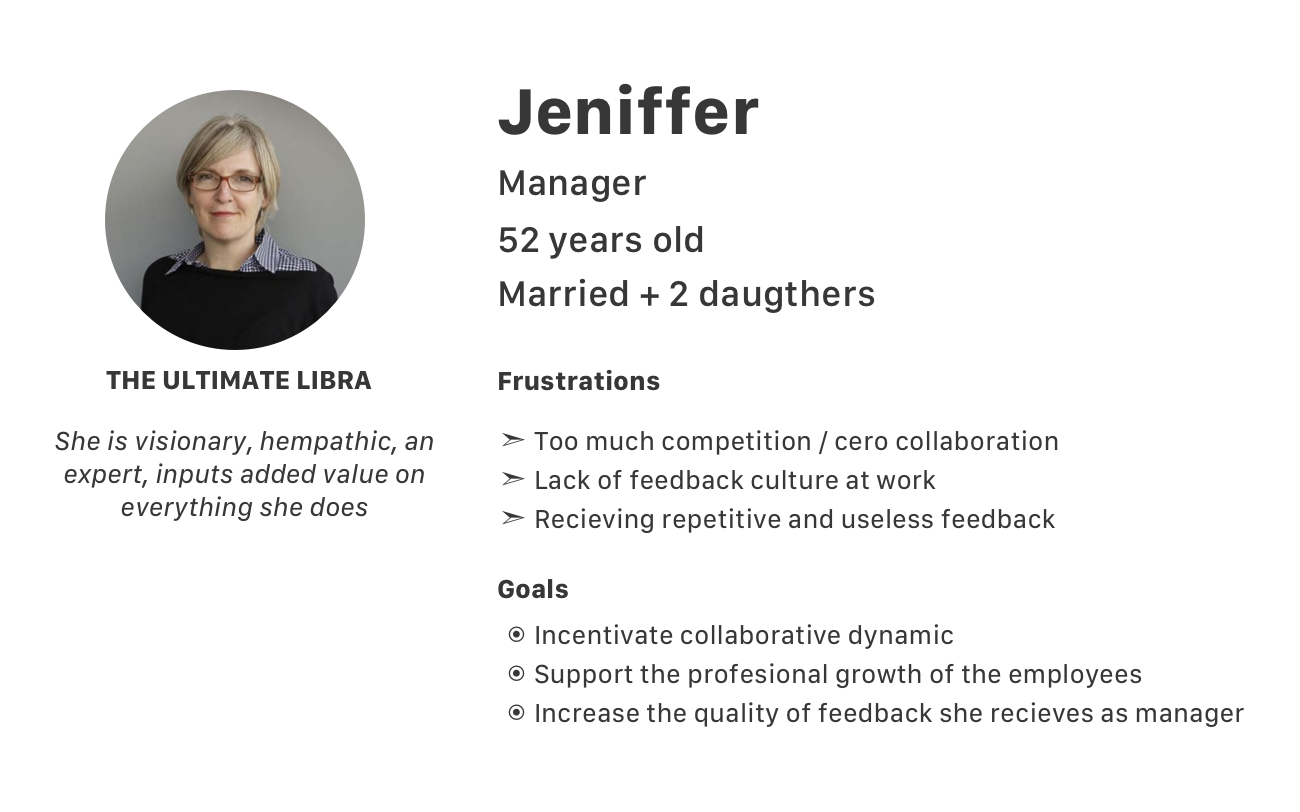 Jeniffer
Manager
52 years old
Married + 2 daugthers
THE ULTIMATE LIBRA
She is visionary, hempathic, an
expert, inputs added value on
everything she does
Frustrations
➣ Too much competition / cero collaboration
➣ Lack of feedback culture at work
➣ Recieving repetitive and useless feedback
Goals
◉ Incentivate collaborative dynamic
◉ Support the profesional growth of the employees
◉ Increase the quality of feedback she recieves as manager